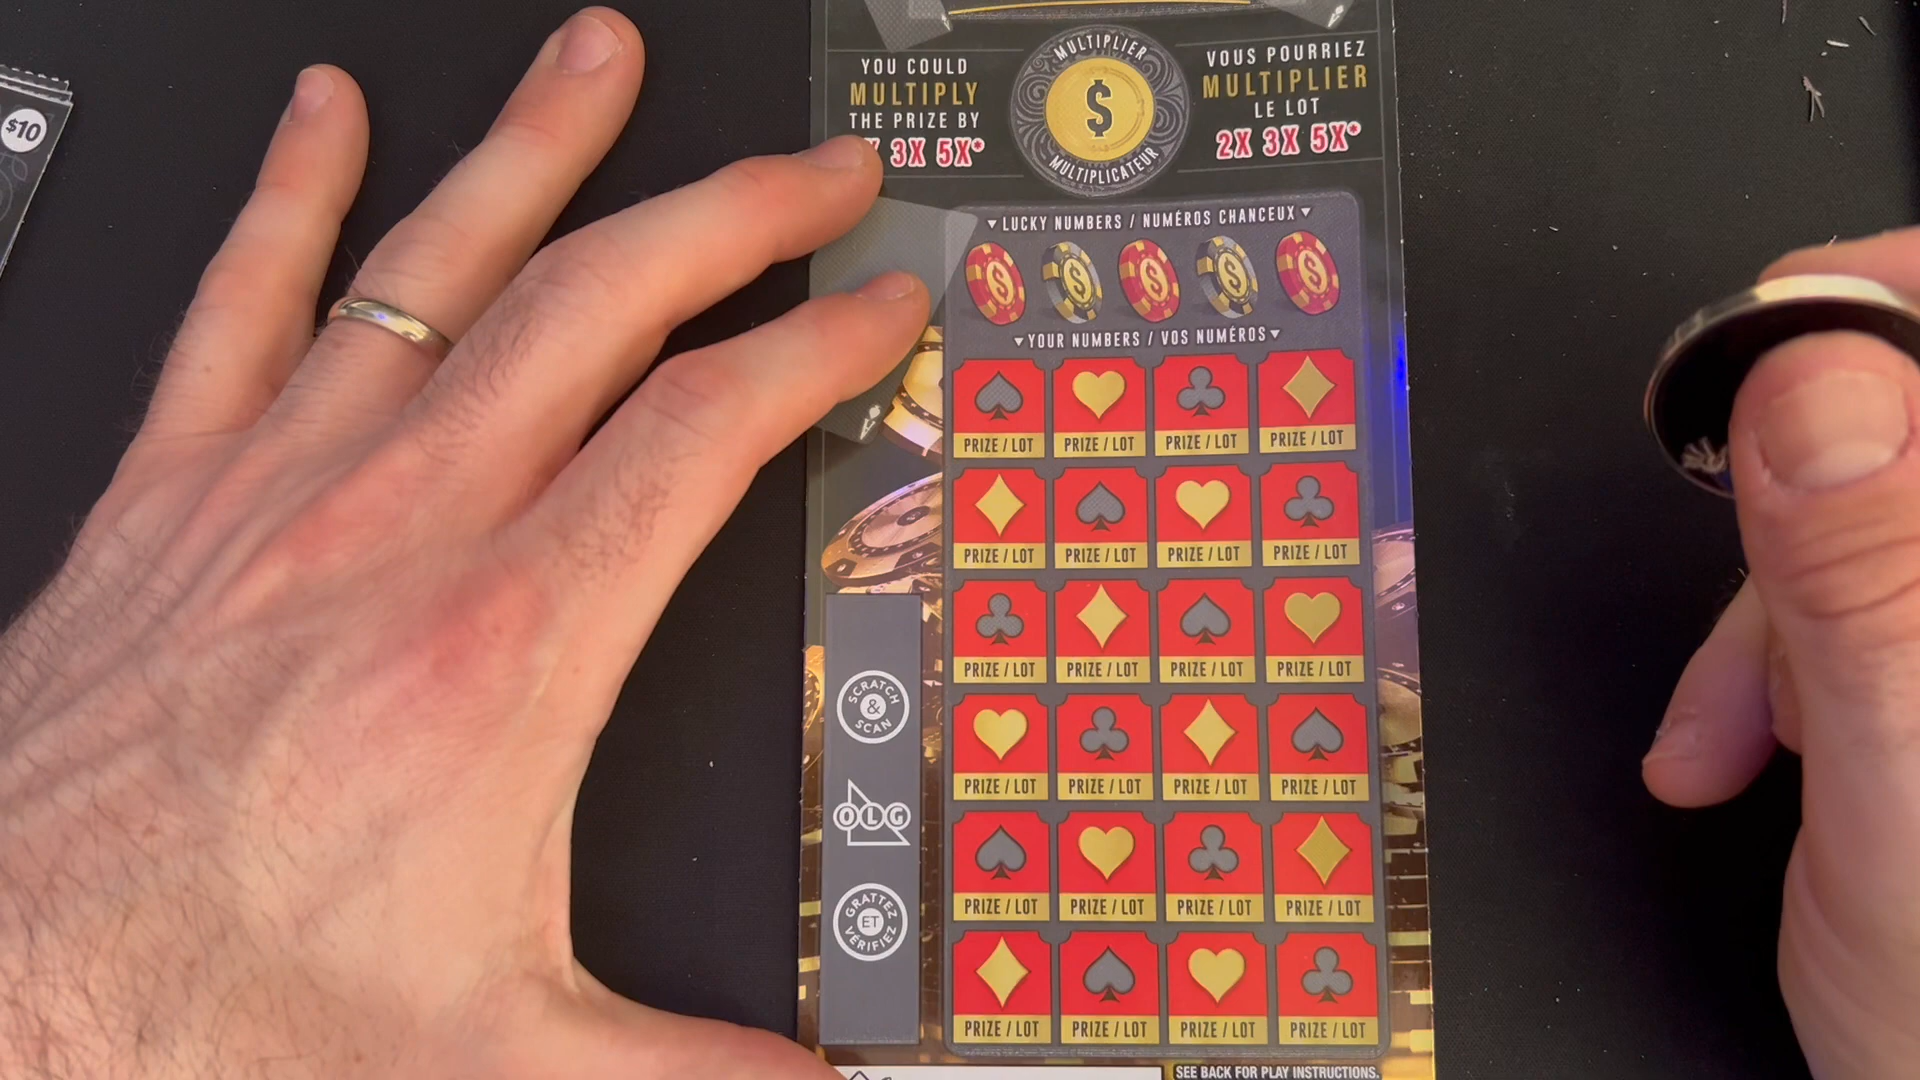 $10
YOU COULD
MULTIPLY
THE PRIZE BY
3X 5X*
MULTIPLIER
$
MULTIPLICATEUR
VOUS POURRIEZ
MULTIPLIER
LE LOT
2X 3X 5X*
LUCKY NUMBERS / NUMÉROS CHANCEUX
$ $ $ $ $
YOUR NUMBERS / VOS NUMÉROS
PRIZE / LOT PRIZE / LOT PRIZE / LOT PRIZE / LOT
A
PRIZE / LOT PRIZE / LOT PRIZE / LOT PRIZE / LOT
PRIZE / LOT PRIZE / LOT PRIZE / LOT PRIZE / LOT
PRIZE / LOT PRIZE / LOT PRIZE / LOT PRIZE / LOT
PRIZE / LOT PRIZE / LOT PRIZE / LOT PRIZE / LOT
PRIZE / LOT PRIZE / LOT PRIZE / LOT PRIZE / LOT
SCRATCH
&
SCAN
OLG
GRATTEZ
ET
VÉRIFIEZ
SEE BACK FOR PLAY INSTRUCTIONS.